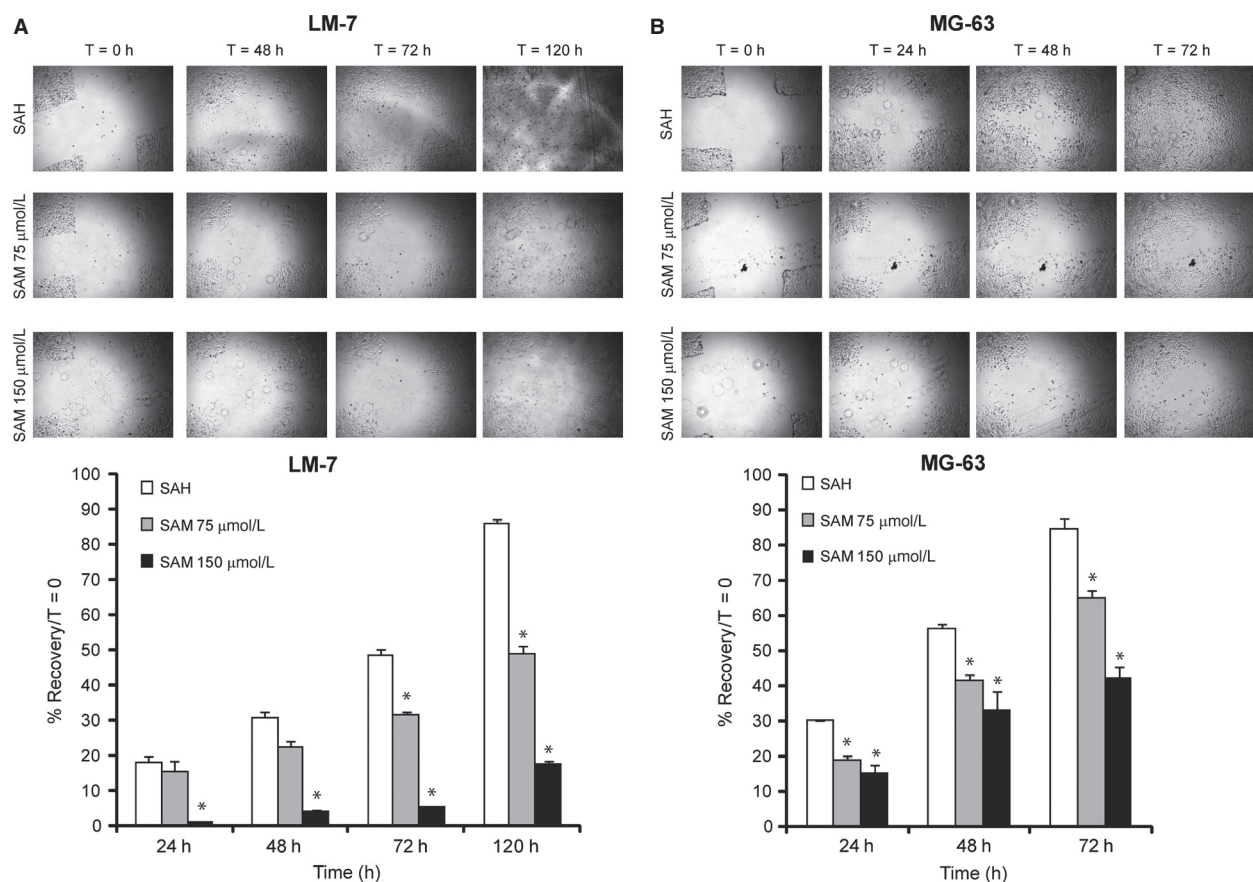 A
LM-7
T = 0 h
T = 48 h
T = 72 h
T = 120 h
SAH
SAM 75 μmol/L
SAM 150 μmol/L
LM-7
100
90
80
70
60
50
40
30
20
10
0
% Recovery/T = 0
SAH
SAM 75 μmol/L
SAM 150 μmol/L
*
*
*
*
*
*
24 h
48 h
72 h
120 h
Time (h)
B
MG-63
T = 0 h
T = 24 h
T = 48 h
T = 72 h
SAH
SAM 75 μmol/L
SAM 150 μmol/L
MG-63
100
90
80
70
60
50
40
30
20
10
0
% Recovery/T = 0
SAH
SAM 75 μmol/L
SAM 150 μmol/L
*
*
*
*
*
*
24 h
48 h
72 h
Time (h)